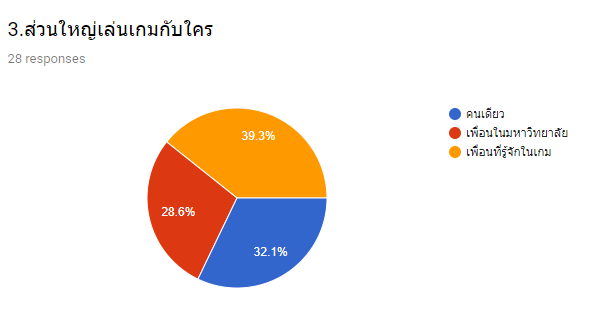 3.ส่วนใหญ่เล่นเกมกับใคร
28 responses
39.3%
28.6%
32.1%
คนเดียว
เพื่อนในมหาวิทยาลัย
เพื่อนที่รู้จักในเกม